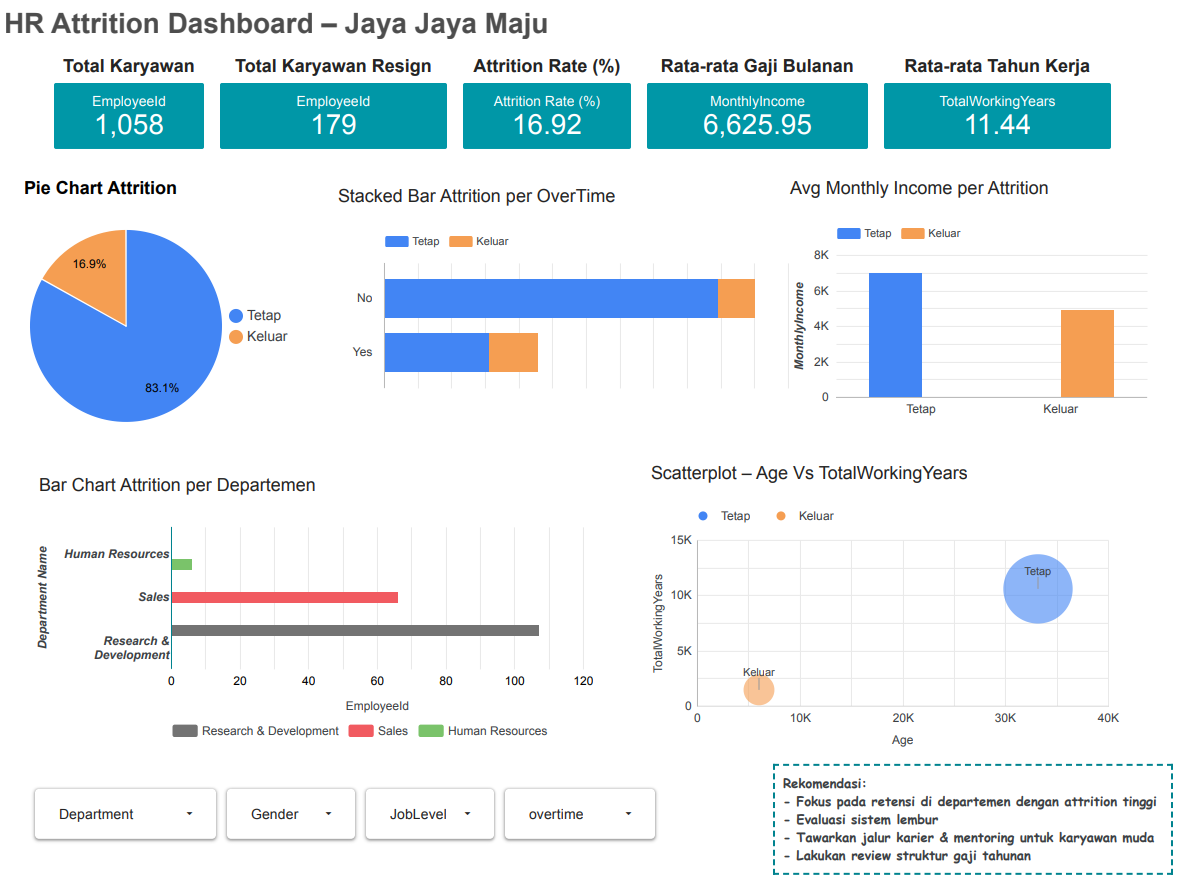 HR Attrition Dashboard – Jaya Jaya Maju
Total Karyawan
EmployeeId
1,058
Total Karyawan Resign
EmployeeId
179
Attrition Rate (%)
Attrition Rate (%)
16.92
Rata-rata Gaji Bulanan
MonthlyIncome
6,625.95
Rata-rata Tahun Kerja
TotalWorkingYears
11.44
Pie Chart Attrition
16.9%
83.1%
Tetap
Keluar
Stacked Bar Attrition per OverTime
Tetap
Keluar
No
Yes
Avg Monthly Income per Attrition
Tetap
Keluar
MonthlyIncome
8K
6K
4K
2K
0
Tetap
Keluar
Bar Chart Attrition per Departemen
Department Name
Human Resources
Sales
Research &
Development
0 20 40 60 80 100 120
EmployeeId
Research & Development
Sales
Human Resources
Scatterplot – Age Vs TotalWorkingYears
Tetap
Keluar
TotalWorkingYears
15K
10K
5K
0
Tetap
Keluar
0 10K 20K 30K 40K
Age
Department
Gender
JobLevel
overtime
Rekomendasi:
- Fokus pada retensi di departemen dengan attrition tinggi
- Evaluasi sistem lembur
- Tawarkan jalur karier & mentoring untuk karyawan muda
- Lakukan review struktur gaji tahunan